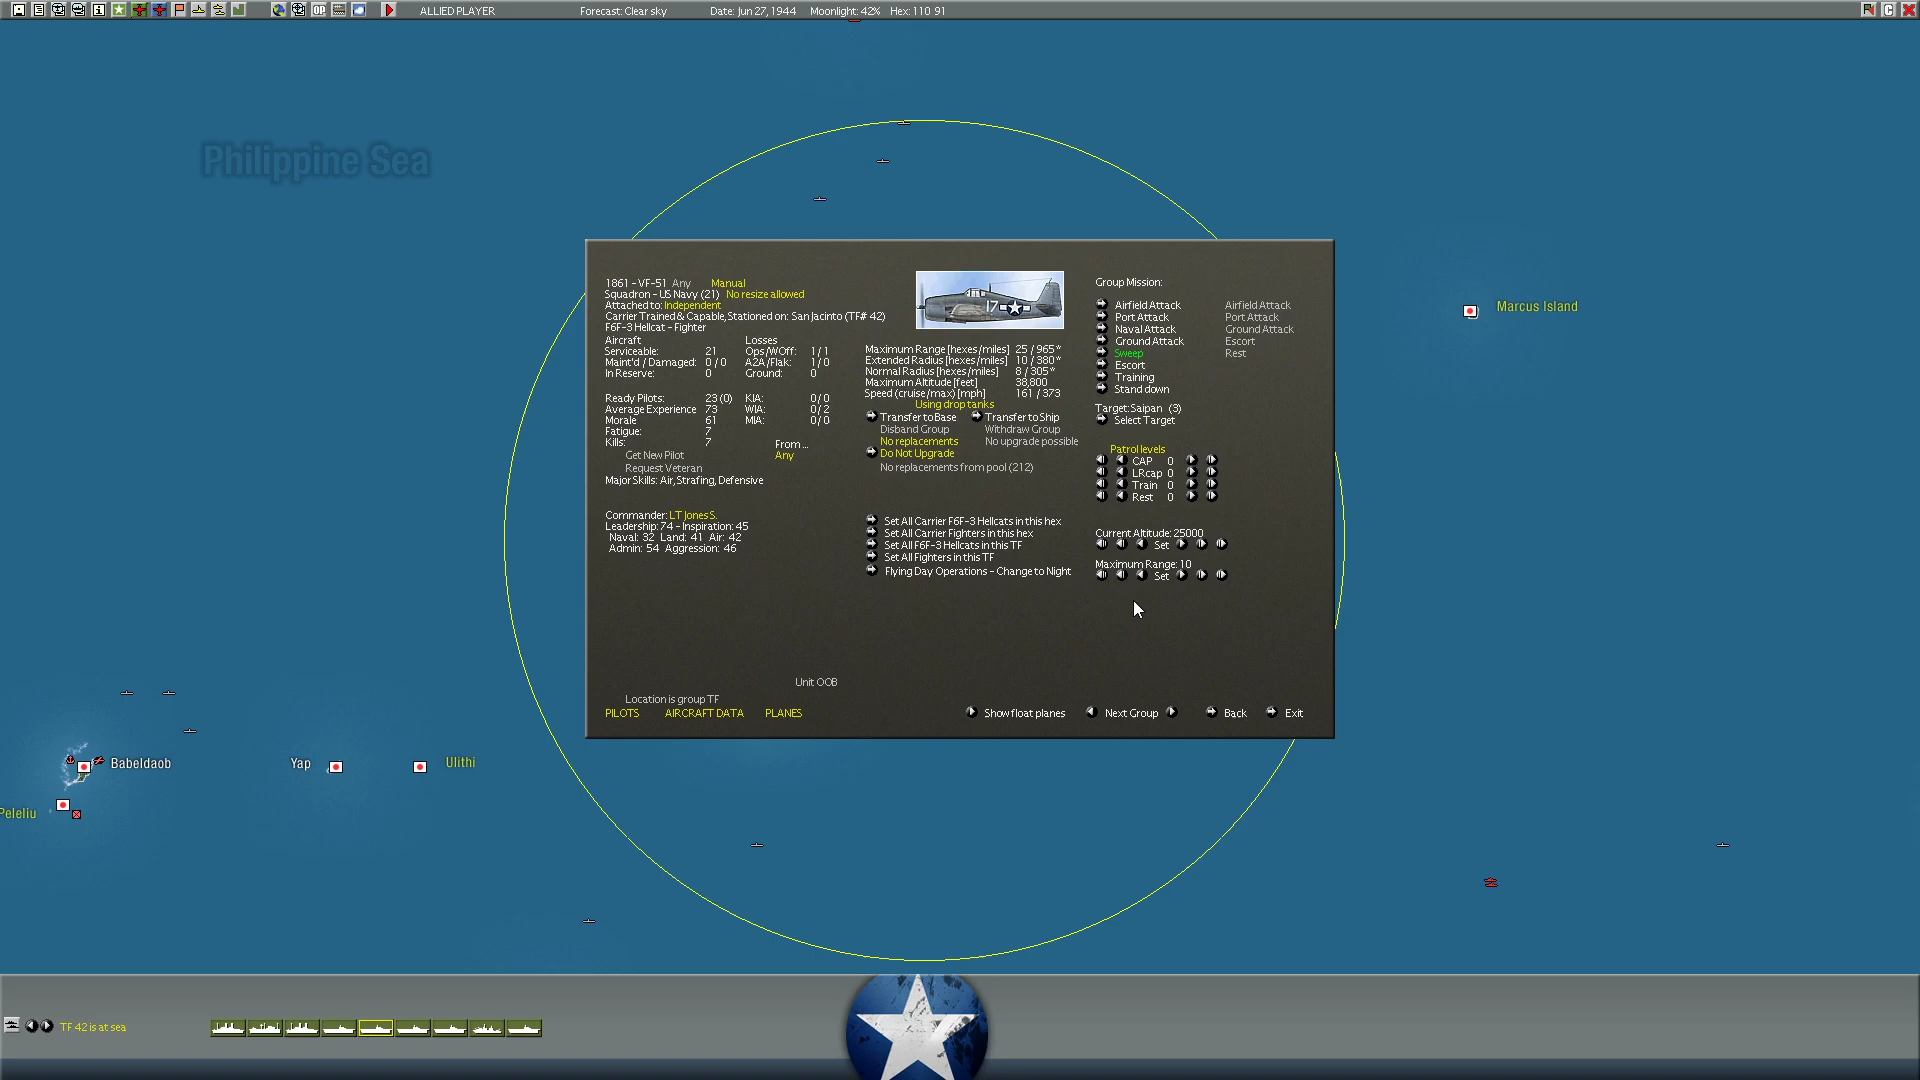 ALLIED PLAYER
Forecast: Clear sky
Date: Jun 27, 1944
Moonlight: 42%
Hex: 110 91
Philippine Sea
Marcus Island
Babeldaob
Yap
Ulithi
Peleliu
1861 - VF-51 Any Manual
Squadron - US Navy (21) No resize allowed
Attached to: Independent
Carrier Trained & Capable, Stationed on: San Jacinto (TF# 42)
F6F-3 Hellcat - Fighter
Aircraft Losses
Serviceable: 21 Ops/WOff: 1/1
Maint'd / Damaged: 0/0 A2A/Flak: 1/0
In Reserve: 0 Ground: 0
Ready Pilots: 23(0) KIA: 0/0
Average Experience 73 WIA: 0/2
Morale 61 MIA: 0/0
Fatigue: 7
Kills: 7 From ...
Get New Pilot Any
Request Veteran
Major Skills: Air, Strafing, Defensive
Commander: LT Jones S.
Leadership: 74 - Inspiration: 45
Naval: 32 Land: 41 Air: 42
Admin: 54 Aggression: 46
17
Maximum Range [hexes/miles] 25 / 965*
Extended Radius [hexes/miles] 10 / 380*
Normal Radius [hexes/miles] 8 / 305*
Maximum Altitude [feet] 38,800
Speed (cruise/max) [mph] 161 / 373
Using drop tanks
Transfer to Base Transfer to Ship
Disband Group Withdraw Group
No replacements No upgrade possible
Do Not Upgrade
No replacements from pool (212)
Set All Carrier F6F-3 Hellcats in this hex
Set All Carrier Fighters in this hex
Set All F6F-3 Hellcats in this TF
Set All Fighters in this TF
Flying Day Operations - Change to Night
Group Mission:
Airfield Attack Airfield Attack
Port Attack Port Attack
Naval Attack Ground Attack
Ground Attack Escort
Sweep Rest
Escort
Training
Stand down
Target: Saipan (3)
Select Target
Patrol levels
CAP 0
LRcap 0
Train 0
Rest 0
Current Altitude: 25000
Set
Maximum Range: 10
Set
Unit OOB
Location is group TF
PILOTS AIRCRAFT DATA PLANES
Show float planes Next Group Back Exit
TF 42 is at sea